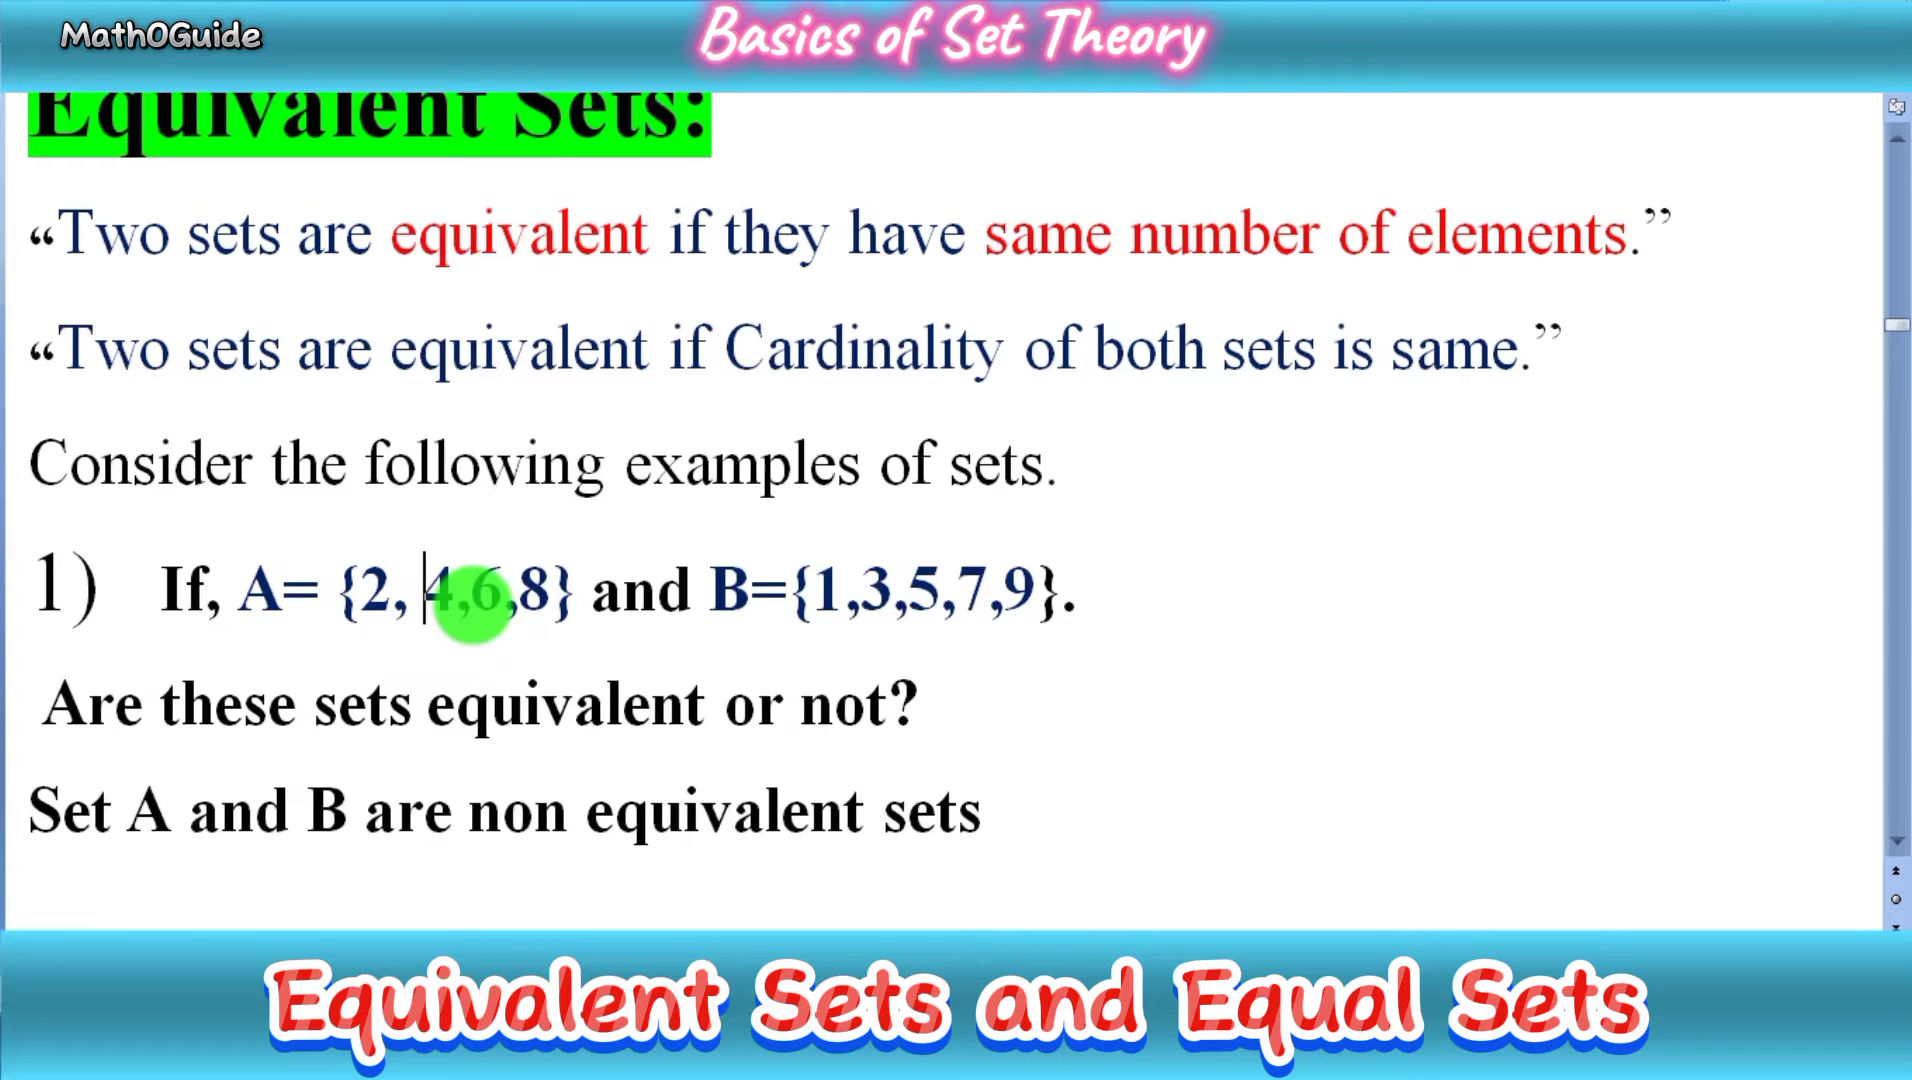 MathOGuide
Basics of Set Theory
Equivalent Sets:
“Two sets are equivalent if they have same number of elements.”
“Two sets are equivalent if Cardinality of both sets is same.”
Consider the following examples of sets.
1) If, A= {2, 4,6,8} and B={1,3,5,7,9}.
Are these sets equivalent or not?
Set A and B are non equivalent sets
Equivalent Sets and Equal Sets